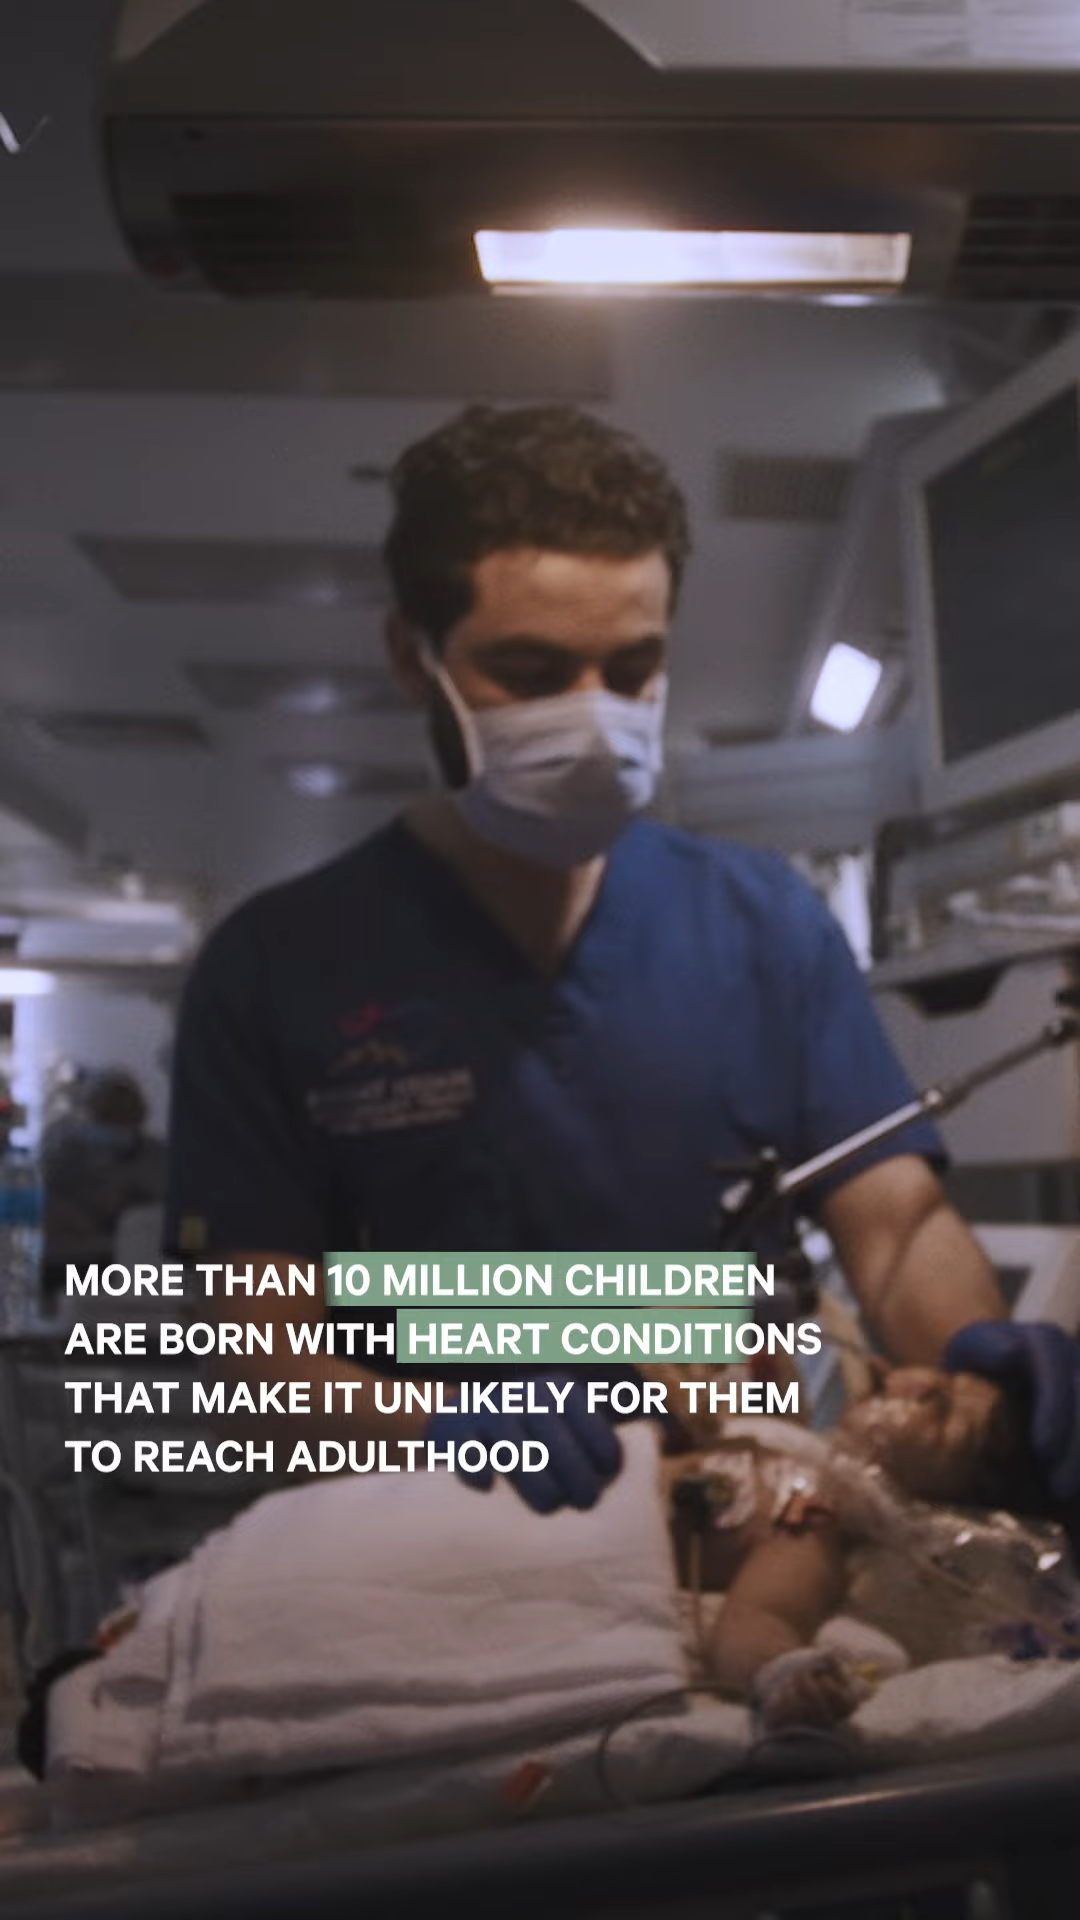 MORE THAN 10 MILLION CHILDREN
ARE BORN WITH HEART CONDITIONS
THAT MAKE IT UNLIKELY FOR THEM
TO REACH ADULTHOOD